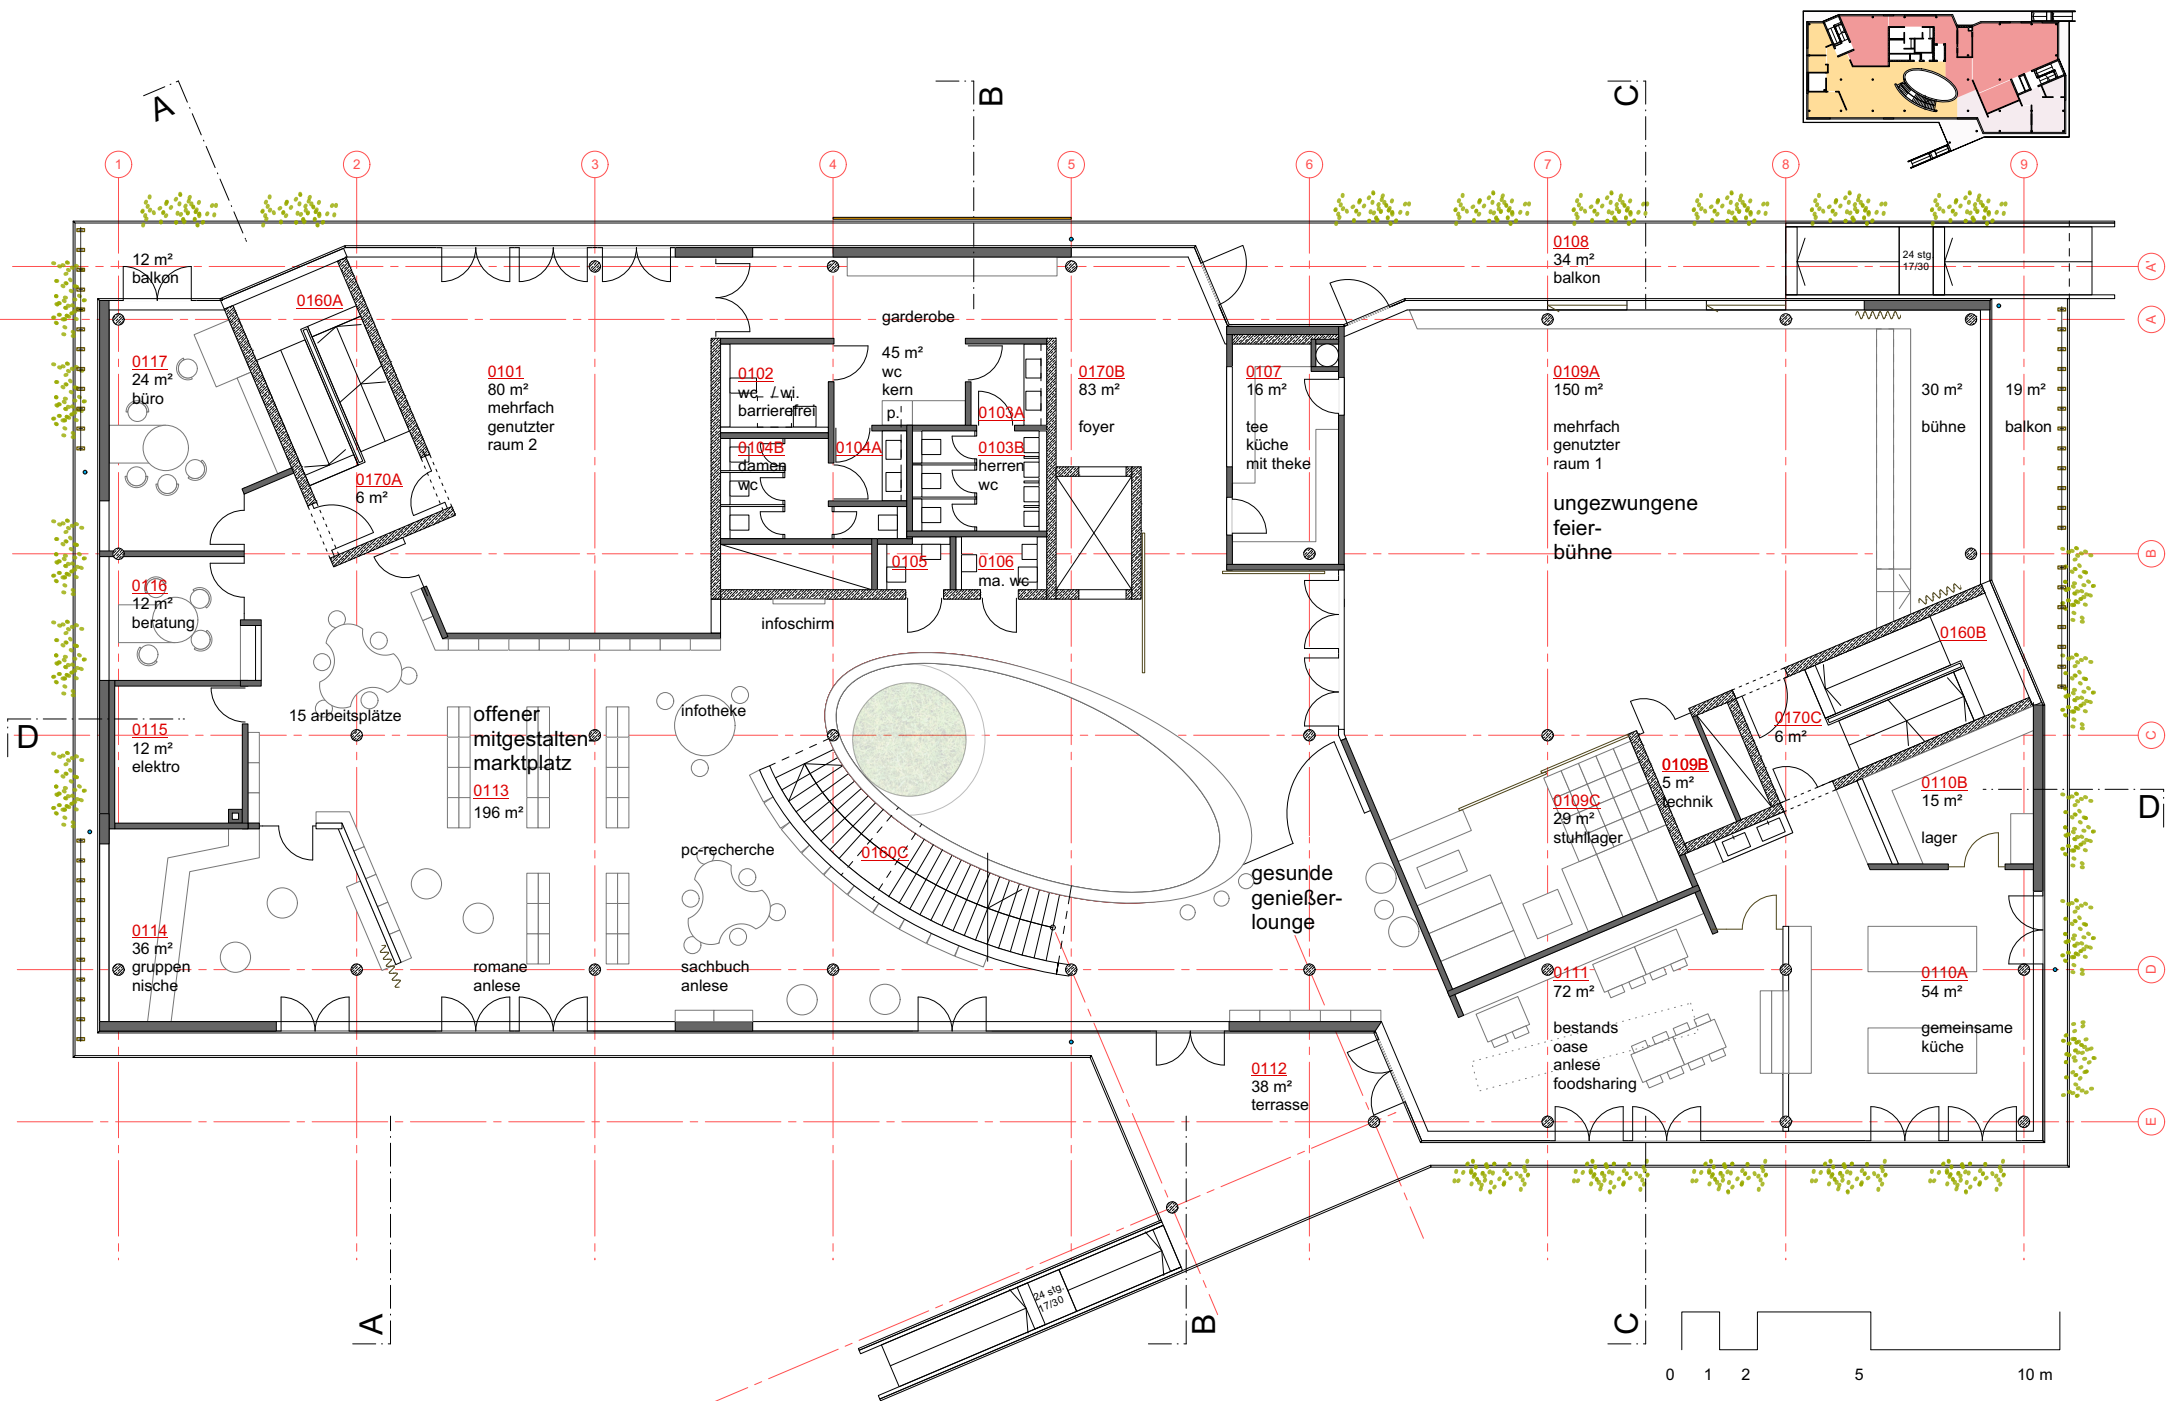 A
B
C
1
2
3
4
5
6
7
8
9
A'
A
B
C
D
E
12 m²
balkon
0160A
0117
24 m²
büro
0170A
6 m²
0101
80 m²
mehrfach
genutzter
raum 2
garderobe
45 m²
wc
kern
p.
0102
wc / wi.
barrierefrei
0103A
0104B
damen
wc
0104A
0103B
herren
wc
0105
0106
ma. wc
0170B
83 m²
foyer
0107
16 m²
tee
küche
mit theke
0108
34 m²
balkon
24 stg.
17/30
0109A
150 m²
mehrfach
genutzter
raum 1
ungezwungene
feier-
bühne
30 m²
bühne
19 m²
balkon
0116
12 m²
beratung
infoschirm
0160B
D
15 arbeitsplätze
offener
mitgestalten-
marktplatz
0113
196 m²
infotheke
0115
12 m²
elektro
pc-recherche
0160C
gesunde
genießer-
lounge
0109C
29 m²
stuhllager
0109B
5 m²
technik
0170C
6 m²
0110B
15 m²
lager
D
0114
36 m²
gruppen
nische
romane
anlese
sachbuch
anlese
0111
72 m²
bestands
oase
anlese
foodsharing
0110A
54 m²
gemeinsame
küche
0112
38 m²
terrasse
24 stg.
17/30
A
B
C
0 1 2 5 10 m